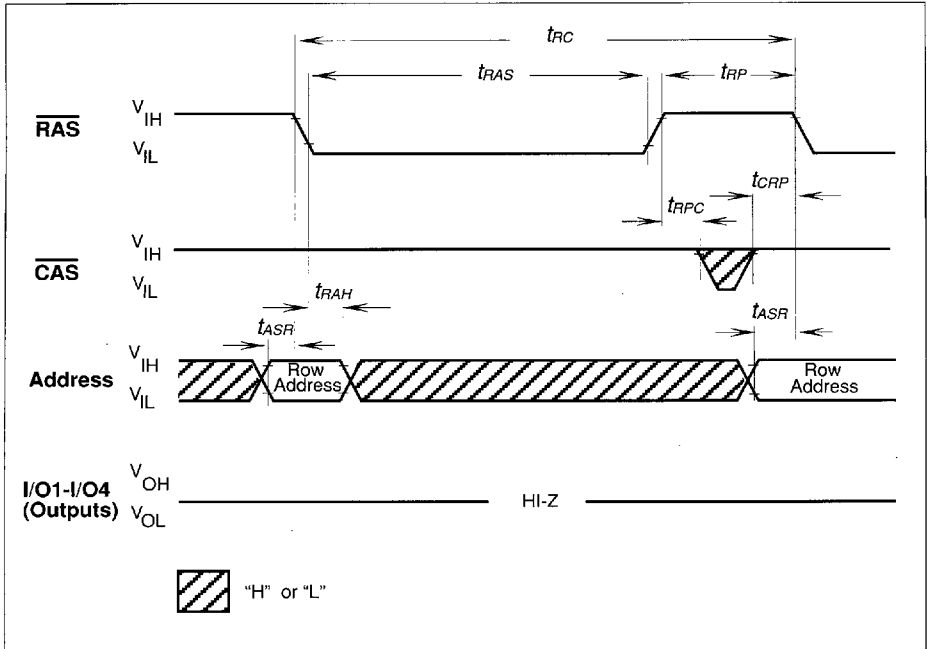 tRC
tRAS
tRP
RAS
VIH
VIL
tCRP
tRPC
CAS
VIH
VIL
tRAH
tASR
tASR
Address
VIH
VIL
Row
Address
Row
Address
I/O1-I/O4
(Outputs)
VOH
VOL
HI-Z
"H" or "L"